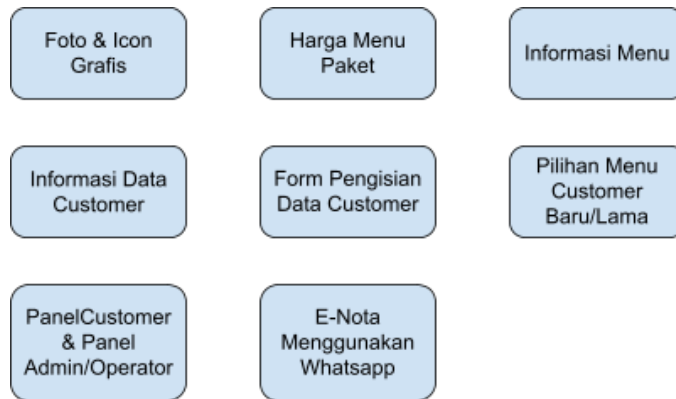 Foto & Icon
Grafis
Harga Menu
Paket
Informasi Menu
Informasi Data
Customer
Form Pengisian
Data Customer
Pilihan Menu
Customer
Baru/Lama
PanelCustomer
& Panel
Admin/Operator
E-Nota
Menggunakan
Whatsapp